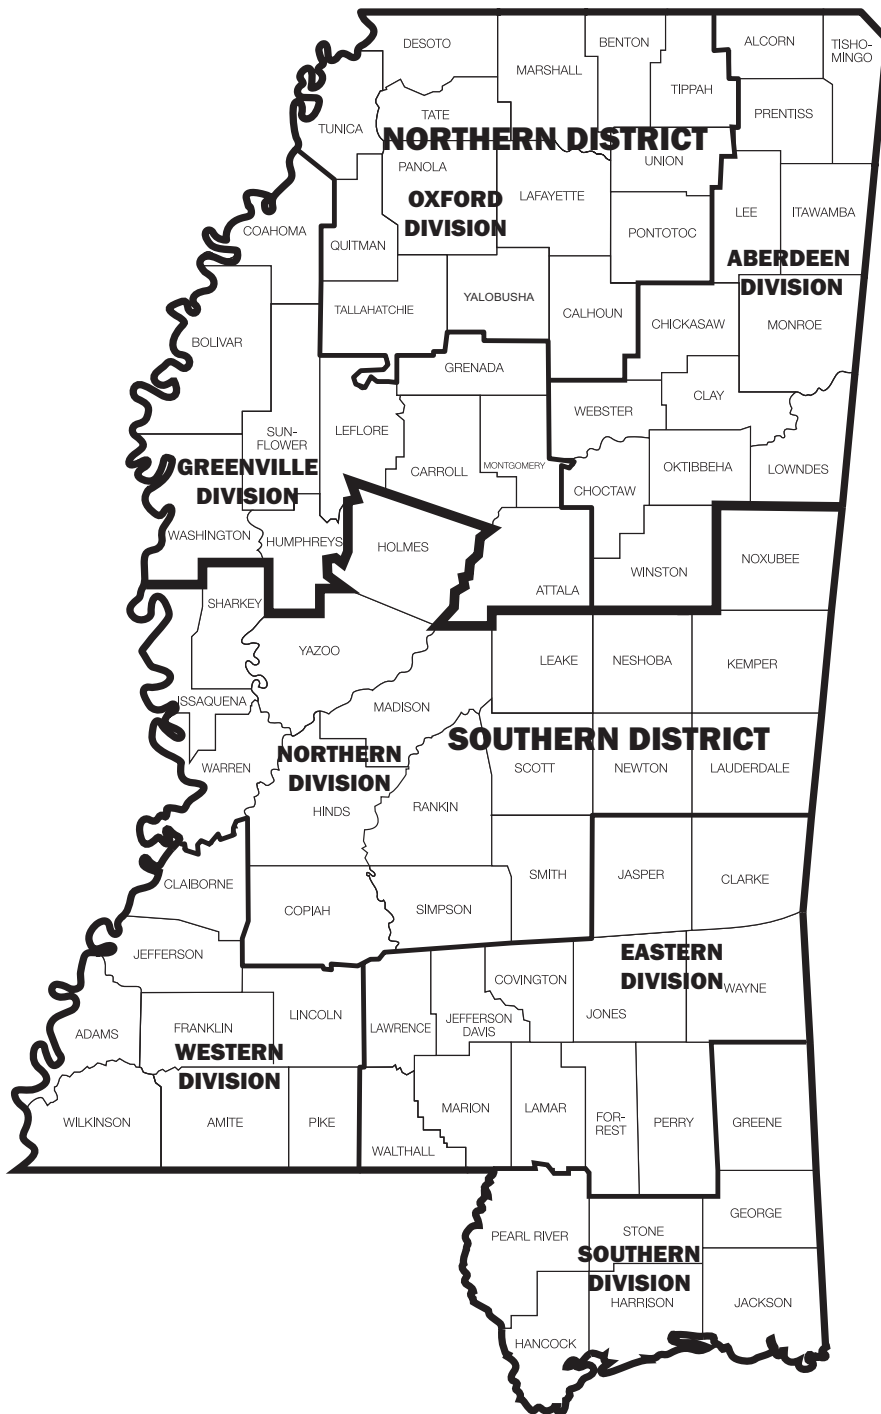 DESOTO
BENTON
ALCORN
TISHO-
MINGO
MARSHALL
TIPPAH
TATE
PRENTISS
TUNICA
NORTHERN DISTRICT
PANOLA
UNION
OXFORD
DIVISION
LAFAYETTE
LEE
ITAWAMBA
COAHOMA
QUITMAN
PONTOTOC
ABERDEEN
DIVISION
TALLAHATCHIE
YALOBUSHA
CALHOUN
CHICKASAW
MONROE
BOLIVAR
GRENADA
CLAY
WEBSTER
SUN-
FLOWER
LEFLORE
GREENVILLE
DIVISION
CARROLL
MONTGOMERY
CHOCTAW
OKTIBBEHA
LOWNDES
WASHINGTON
HUMPHREYS
HOLMES
ATTALA
WINSTON
NOXUBEE
SHARKEY
YAZOO
LEAKE
NESHOBA
KEMPER
ISSAQUENA
MADISON
SOUTHERN DISTRICT
NORTHERN
DIVISION
WARREN
SCOTT
NEWTON
LAUDERDALE
HINDS
RANKIN
CLAIBORNE
SMITH
JASPER
CLARKE
COPIAH
SIMPSON
JEFFERSON
EASTERN
DIVISION
COVINGTON
WAYNE
ADAMS
FRANKLIN
LINCOLN
LAWRENCE
JEFFERSON
DAVIS
JONES
WESTERN
DIVISION
WILKINSON
AMITE
PIKE
WALTHALL
MARION
LAMAR
FOR-
REST
PERRY
GREENE
PEARL RIVER
STONE
GEORGE
SOUTHERN
DIVISION
HARRISON
JACKSON
HANCOCK